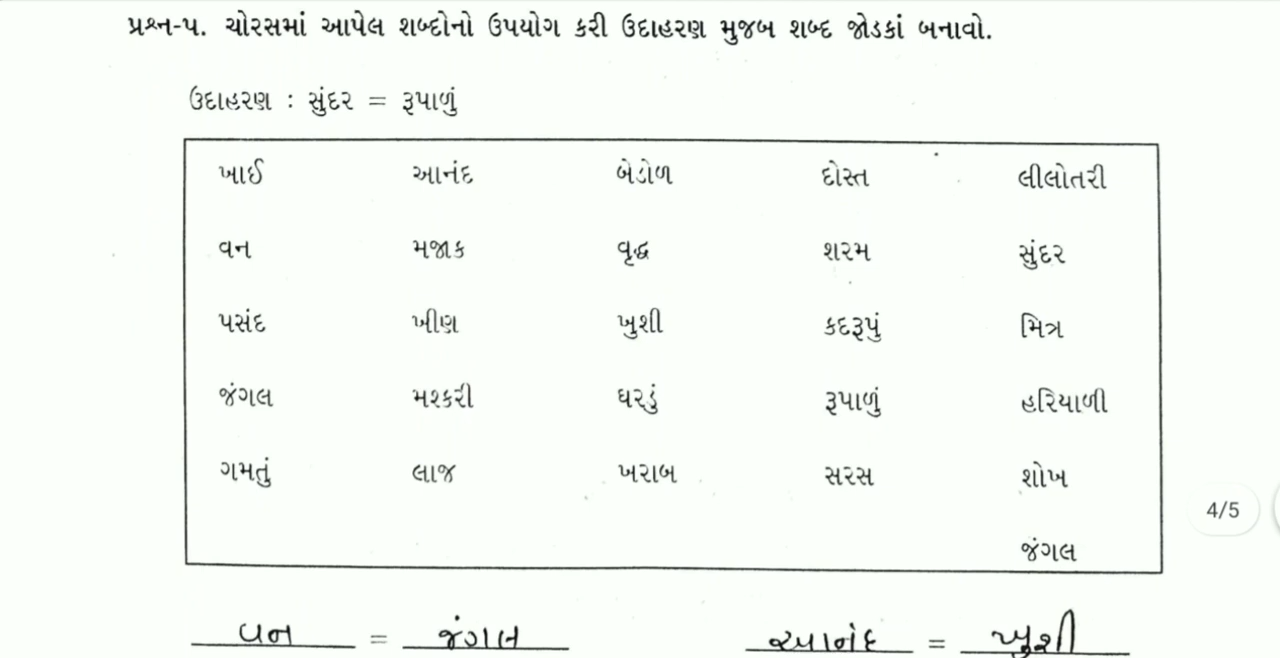 પ્રશ્ન-૫. ચોરસમાં આપેલ શબ્દોનો ઉપયોગ કરી ઉદાહરણ મુજબ શબ્દ જોડકાં બનાવો.
ઉદાહરણ : સુંદર = રૂપાળું
ખાઈ આનંદ બેડોળ દોસ્ત લીલોતરી
વન મજાક વૃદ્ધ શરમ સુંદર
પસંદ ખીણ ખુશી કદરૂપું મિત્ર
જંગલ મશ્કરી ઘરડું રૂપાળું હરિયાળી
ગમતું લાજ ખરાબ સરસ શોખ
4/5
જંગલ
વન = જંગલ આનંદ = ખુશી